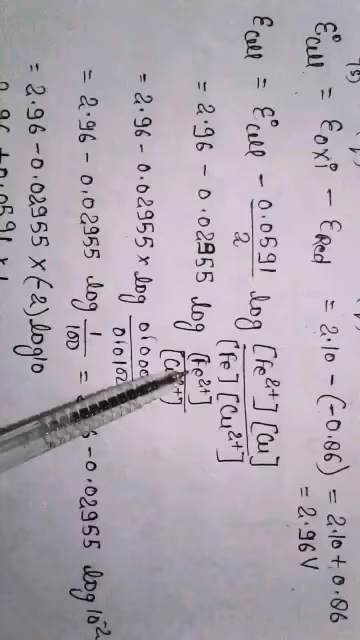 E°cell = E°oxi − ERed = 2.10 − (−0.86) = 2.10 + 0.86
= 2.96 V
Ecell = E°cell − 0.0591/2 log [Fe2+] [Cu] / [Fe] [Cu2+]
= 2.96 − 0.02955 log [Fe2+] / [Cu2+]
= 2.96 − 0.02955 × log
= 2.96 − 0.02955 log 1/100 = − 0.02955 log 10^-2
= 2.96 − 0.02955 × (−2) log 10